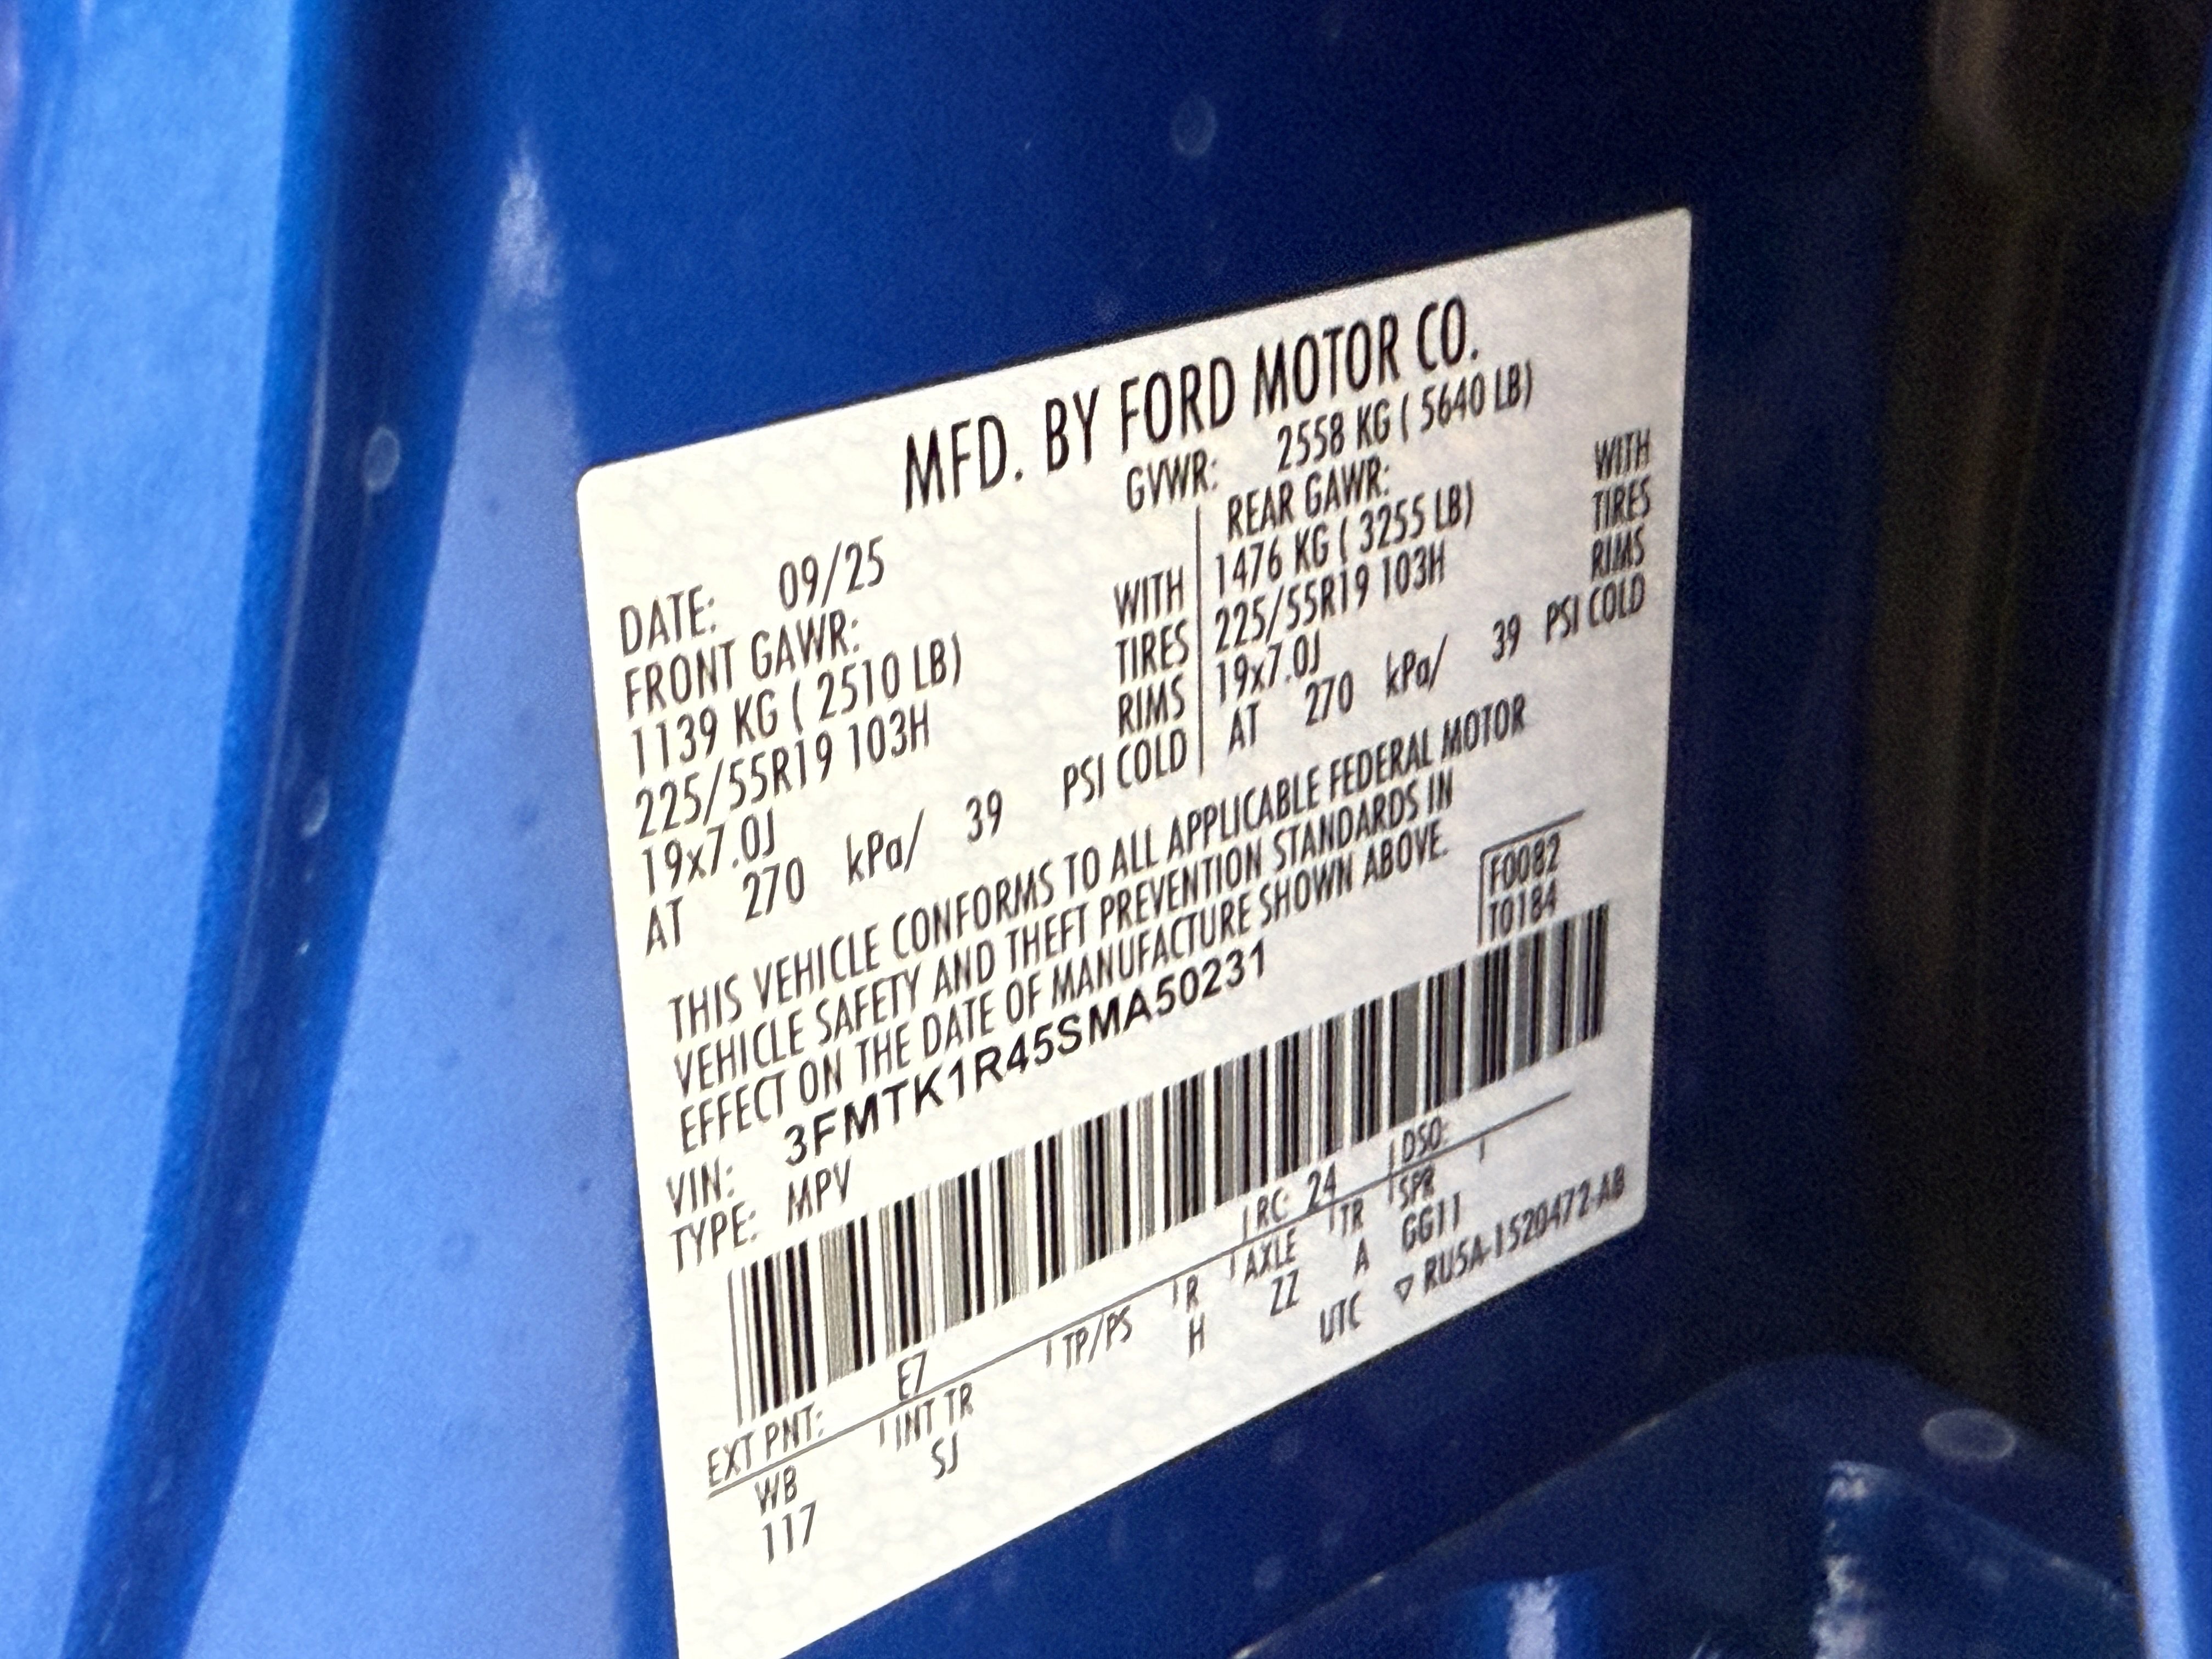 MFD. BY FORD MOTOR CO.
GVWR: 2558 KG ( 5640 LB)
DATE: 09/25
FRONT GAWR:
1139 KG ( 2510 LB) WITH
225/55R19 103H TIRES
19x7.0J RIMS
AT 270 kPa/ 39 PSI COLD
REAR GAWR:
1476 KG ( 3255 LB) WITH
225/55R19 103H TIRES
19x7.0J RIMS
AT 270 kPa/ 39 PSI COLD
THIS VEHICLE CONFORMS TO ALL APPLICABLE FEDERAL MOTOR
VEHICLE SAFETY AND THEFT PREVENTION STANDARDS IN
EFFECT ON THE DATE OF MANUFACTURE SHOWN ABOVE.
F0082
T0184
VIN: 3FMTK1R45SMA50231
TYPE: MPV
EXT PNT: E7 RC: 24 DSO:
WB INT TR TP/PS R AXLE TR SPR
117 SJ H ZZ A GG11
UTC ▽ RU5A-1520472-AB